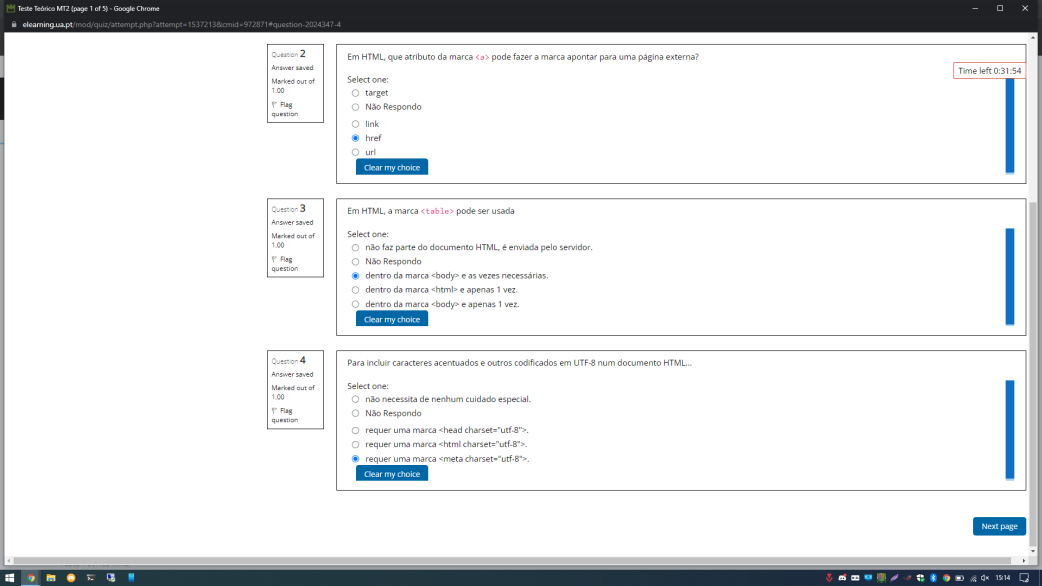 Teste Teórico MT2 (page 1 of 5) - Google Chrome
elearning.ua.pt/mod/quiz/attempt.php?attempt=1537213&cmid=972871#question-2024347-4
Question 2
Answer saved
Marked out of
1.00
Flag
question
Em HTML, que atributo da marca <a> pode fazer a marca apontar para uma página externa?
Time left 0:31:54
Select one:
target
Não Respondo
link
href
url
Clear my choice
Question 3
Answer saved
Marked out of
1.00
Flag
question
Em HTML, a marca <table> pode ser usada
Select one:
não faz parte do documento HTML, é enviada pelo servidor.
Não Respondo
dentro da marca <body> e as vezes necessárias.
dentro da marca <html> e apenas 1 vez.
dentro da marca <body> e apenas 1 vez.
Clear my choice
Question 4
Answer saved
Marked out of
1.00
Flag
question
Para incluir caracteres acentuados e outros codificados em UTF-8 num documento HTML...
Select one:
não necessita de nenhum cuidado especial.
Não Respondo
requer uma marca <head charset="utf-8">.
requer uma marca <html charset="utf-8">.
requer uma marca <meta charset="utf-8">.
Clear my choice
Next page
15:14